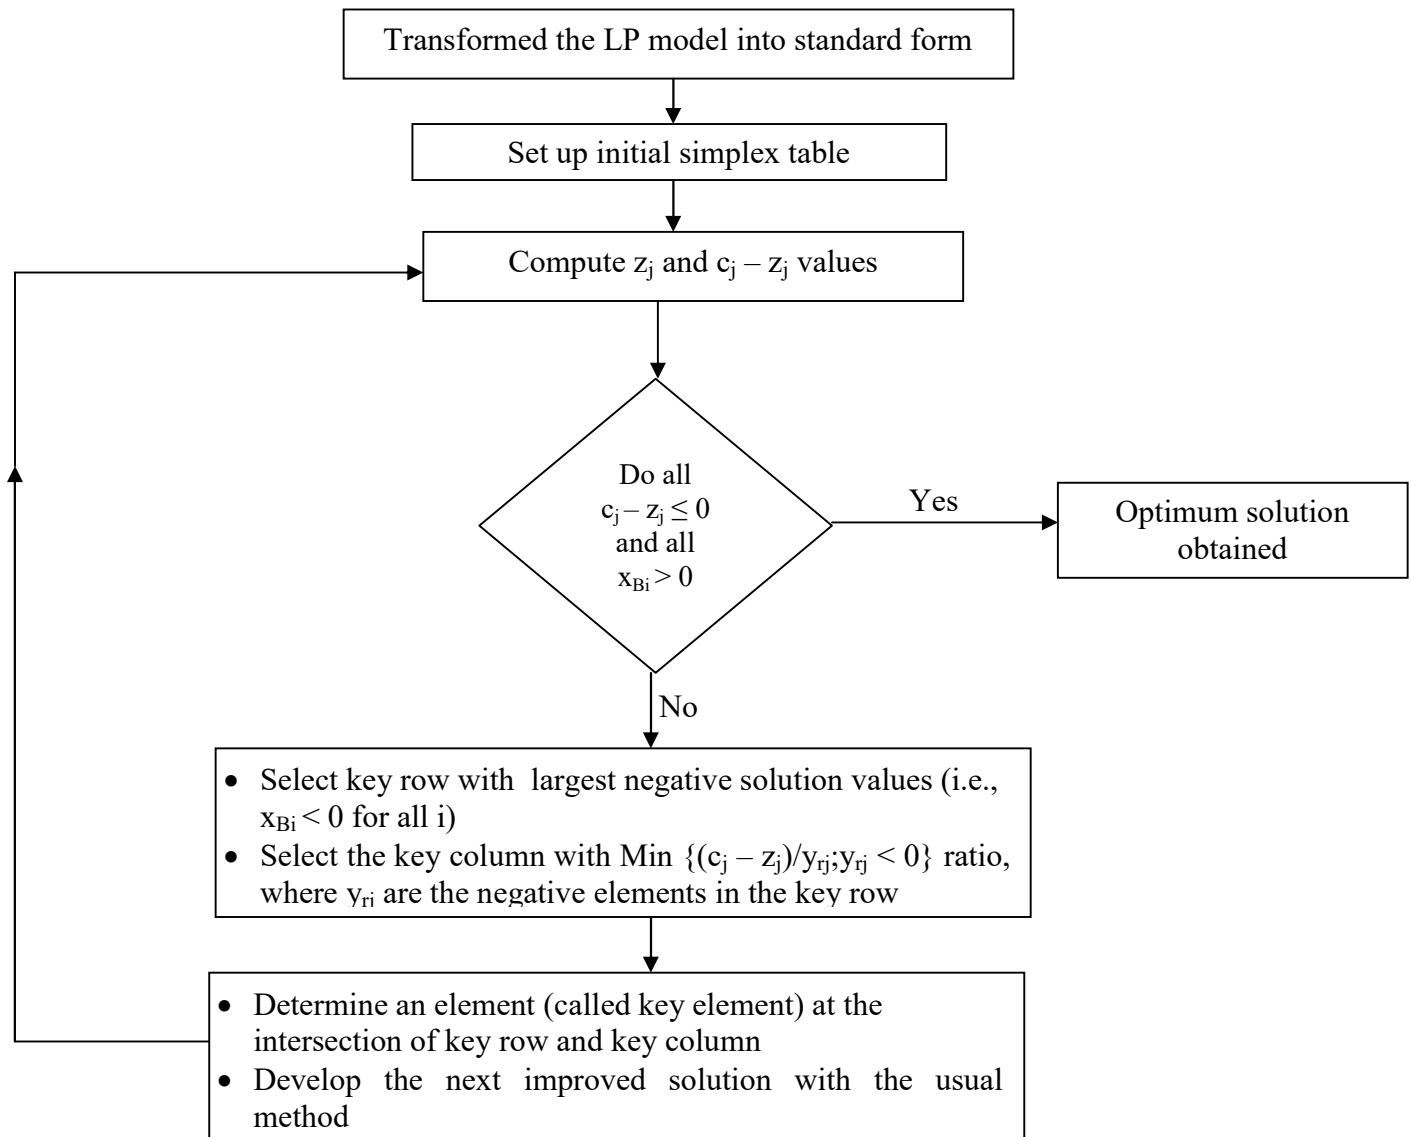 Transformed the LP model into standard form
Set up initial simplex table
Compute zj and cj – zj values
Do all
cj – zj ≤ 0
and all
xBi > 0
Yes
Optimum solution
obtained
No
• Select key row with largest negative solution values (i.e.,
xBi < 0 for all i)
• Select the key column with Min {(cj – zj)/yrj;yrj < 0} ratio,
where yrj are the negative elements in the key row
• Determine an element (called key element) at the
intersection of key row and key column
• Develop the next improved solution with the usual
method